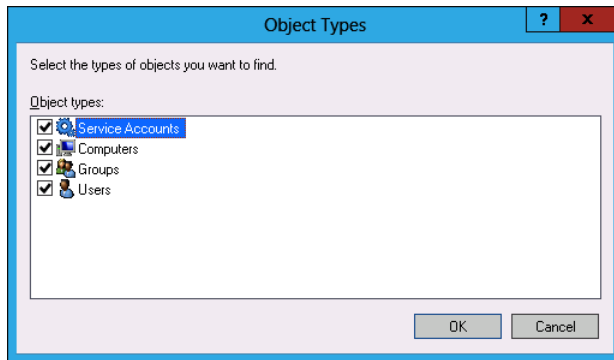 Object Types
?
x
Select the types of objects you want to find.
Object types:
Service Accounts
Computers
Groups
Users
OK
Cancel